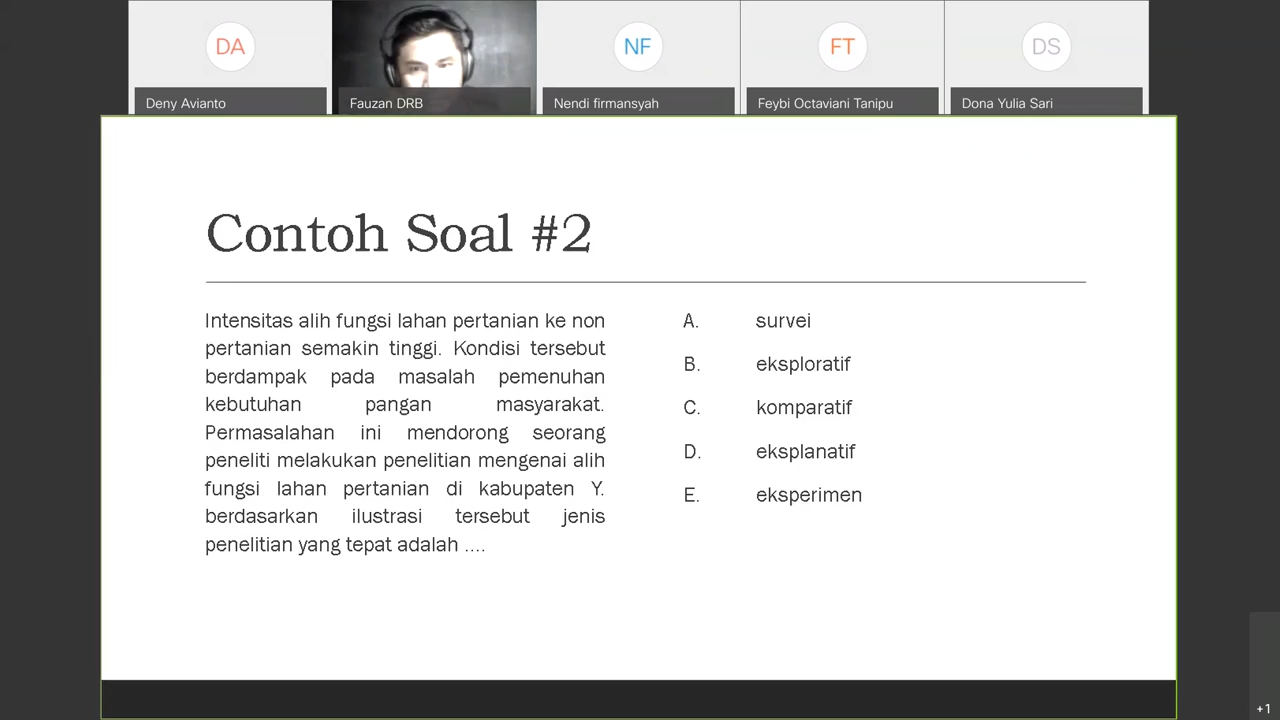 DA
NF
FT
DS
Deny Avianto
Fauzan DRB
Nendi firmansyah
Feybi Octaviani Tanipu
Dona Yulia Sari
Contoh Soal #2
Intensitas alih fungsi lahan pertanian ke non
pertanian semakin tinggi. Kondisi tersebut
berdampak pada masalah pemenuhan
kebutuhan pangan masyarakat.
Permasalahan ini mendorong seorang
peneliti melakukan penelitian mengenai alih
fungsi lahan pertanian di kabupaten Y.
berdasarkan ilustrasi tersebut jenis
penelitian yang tepat adalah ....
A. survei
B. eksploratif
C. komparatif
D. eksplanatif
E. eksperimen
+1